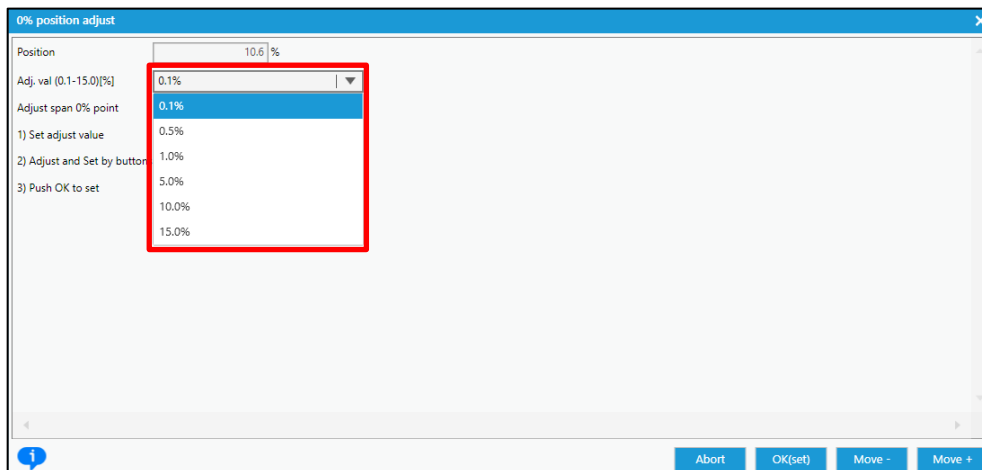 0% position adjust
Position 10.6 %
Adj. val (0.1-15.0)[%] 0.1%
Adjust span 0% point 0.1%
1) Set adjust value 0.5%
2) Adjust and Set by button 1.0%
3) Push OK to set 5.0%
10.0%
15.0%
Abort OK(set) Move - Move +